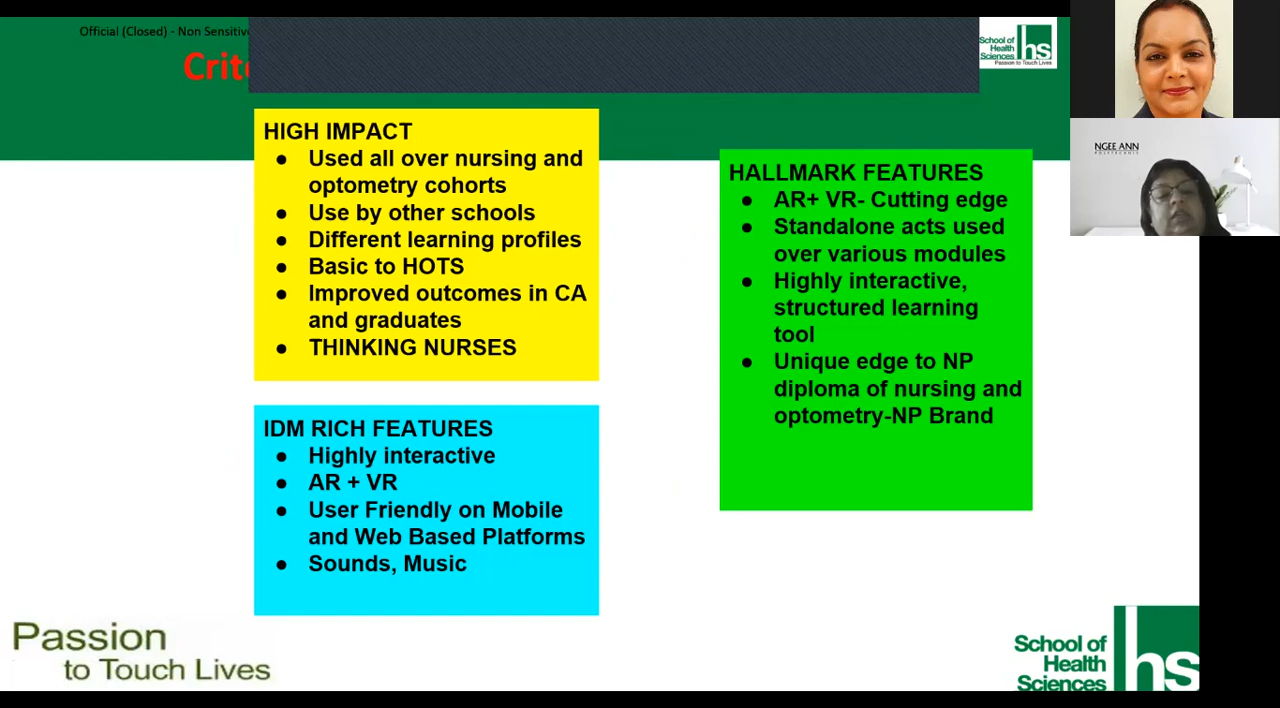 Official (Closed) - Non Sensitive
School of
Health
Sciences
hs
Passion to Touch Lives
HIGH IMPACT
● Used all over nursing and
optometry cohorts
● Use by other schools
● Different learning profiles
● Basic to HOTS
● Improved outcomes in CA
and graduates
● THINKING NURSES
IDM RICH FEATURES
● Highly interactive
● AR + VR
● User Friendly on Mobile
and Web Based Platforms
● Sounds, Music
HALLMARK FEATURES
● AR+ VR- Cutting edge
● Standalone acts used
over various modules
● Highly interactive,
structured learning
tool
● Unique edge to NP
diploma of nursing and
optometry-NP Brand
NGEE ANN
POLYTECHNIC
Passion
to Touch Lives
School of
Health
Sciences
hs